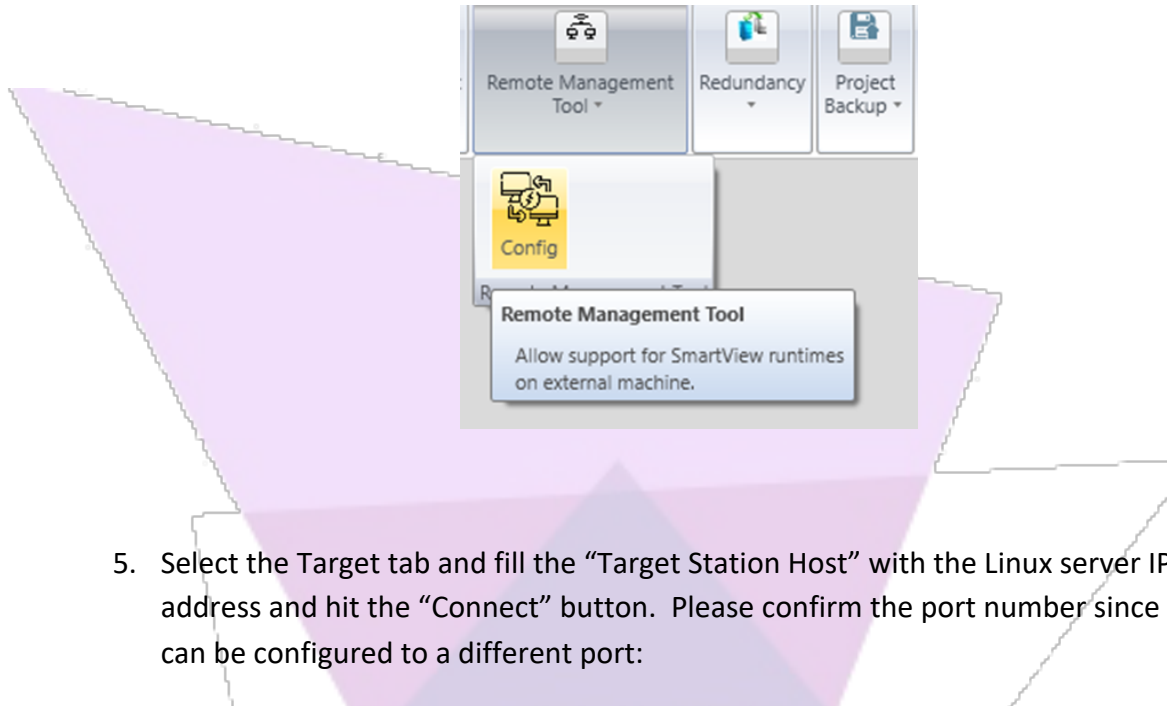 Remote Management
Tool
Redundancy
Project
Backup
Config
Remote Management Tool
Allow support for SmartView runtimes
on external machine.
5. Select the Target tab and fill the “Target Station Host” with the Linux server IP
address and hit the “Connect” button.  Please confirm the port number since
can be configured to a different port: